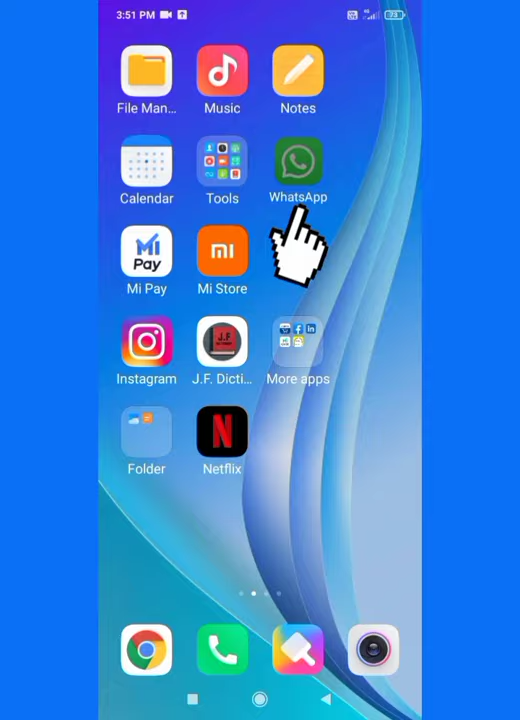 3:51 PM
73
File Man...
Music
Notes
Calendar
Tools
WhatsApp
Mi Pay
Mi Pay
mi
Mi Store
J.F
Instagram
J.F. Dicti...
More apps
Folder
N
Netflix